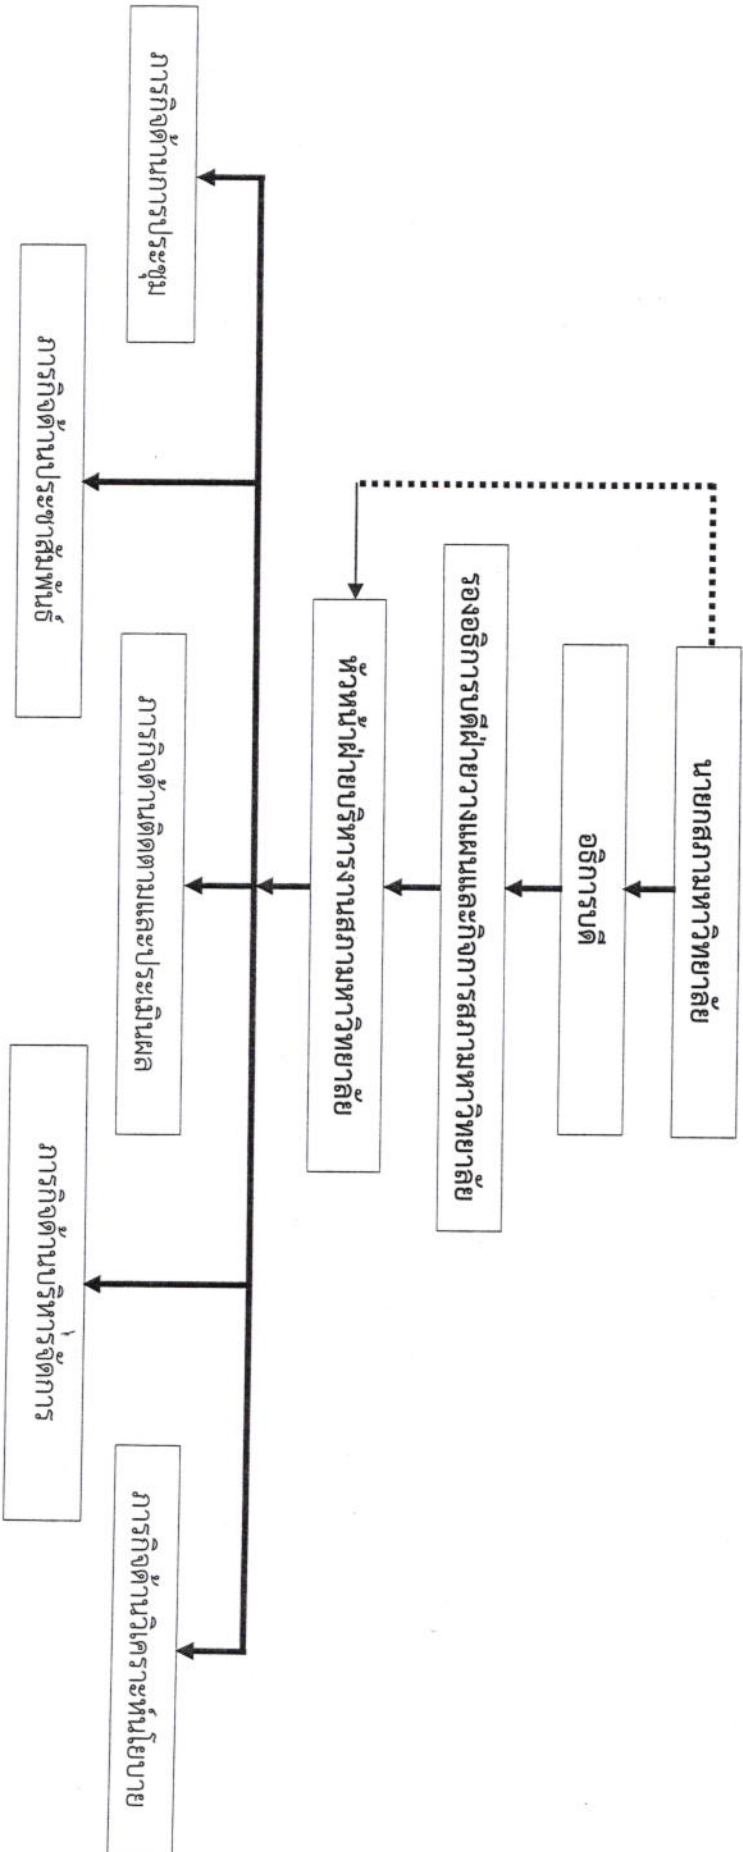 นายกสภามหาวิทยาลัย
อธิการบดี
รองอธิการบดีฝ่ายวางแผนและกิจการสภามหาวิทยาลัย
หัวหน้าฝ่ายบริหารงานสภามหาวิทยาลัย
ภารกิจด้านการประชุม
ภารกิจด้านประชาสัมพันธ์
ภารกิจด้านติดตามและประเมินผล
ภารกิจด้านบริหารจัดการ
ภารกิจด้านวิเคราะห์นโยบาย